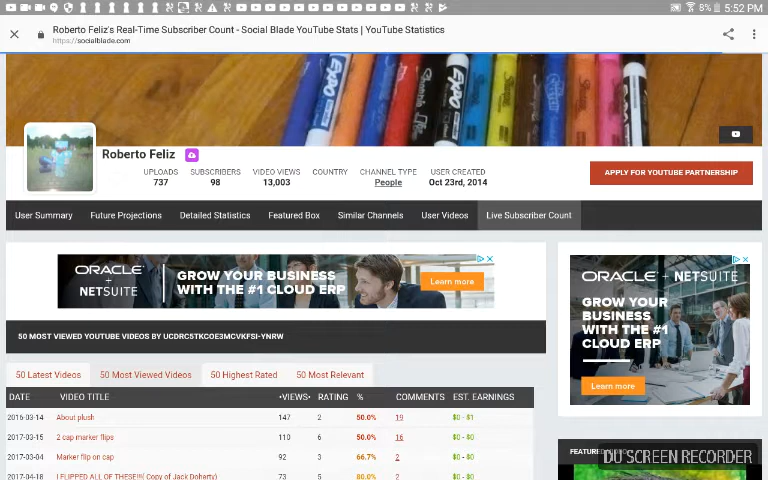 8% 5:52 PM
Roberto Feliz's Real-Time Subscriber Count - Social Blade YouTube Stats | YouTube Statistics
https://socialblade.com
EXPO
Sharpie
EXPO
Sharpie
Roberto Feliz
UPLOADS SUBSCRIBERS VIDEO VIEWS COUNTRY CHANNEL TYPE USER CREATED
737 98 13,003 People Oct 23rd, 2014
APPLY FOR YOUTUBE PARTNERSHIP
User Summary Future Projections Detailed Statistics Featured Box Similar Channels User Videos Live Subscriber Count
ORACLE + NETSUITE
GROW YOUR BUSINESS
WITH THE #1 CLOUD ERP
Learn more
ORACLE + NETSUITE
GROW YOUR
BUSINESS
WITH THE #1
CLOUD ERP
Learn more
50 MOST VIEWED YOUTUBE VIDEOS BY UCDRC5TKCOE3MCVKFSI-YNRW
50 Latest Videos 50 Most Viewed Videos 50 Highest Rated 50 Most Relevant
DATE VIDEO TITLE VIEWS RATING % COMMENTS EST. EARNINGS
2016-03-14 About plush 147 2 50.0% 19 $0 - $1
2017-03-15 2 cap marker flips 110 6 50.0% 16 $0 - $0
2017-03-04 Marker flip on cap 92 3 66.7% 2 $0 - $0
2017-04-18 I FLIPPED ALL OF THESE!!!( Copy of Jack Doherty) 73 5 80.0% 2 $0 - $0
DU SCREEN RECORDER